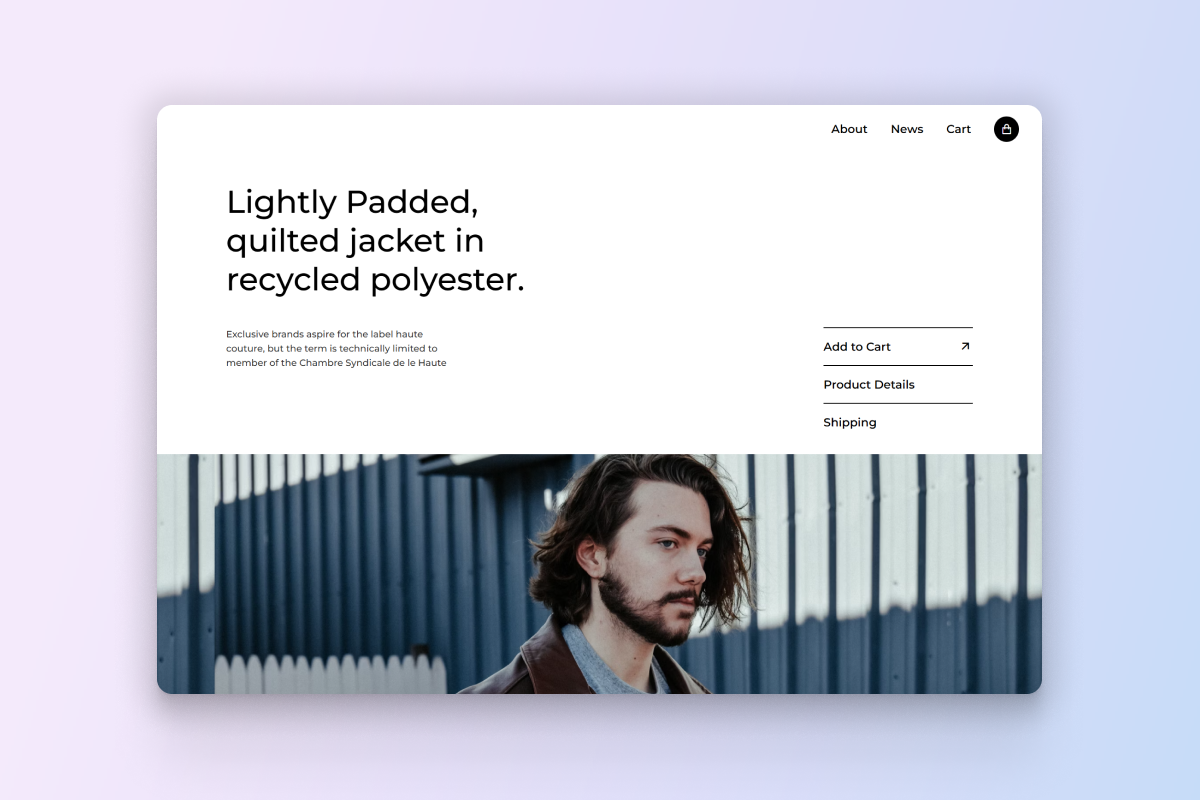 About News Cart
Lightly Padded,
quilted jacket in
recycled polyester.
Exclusive brands aspire for the label haute
couture, but the term is technically limited to
member of the Chambre Syndicale de le Haute
Add to Cart
Product Details
Shipping